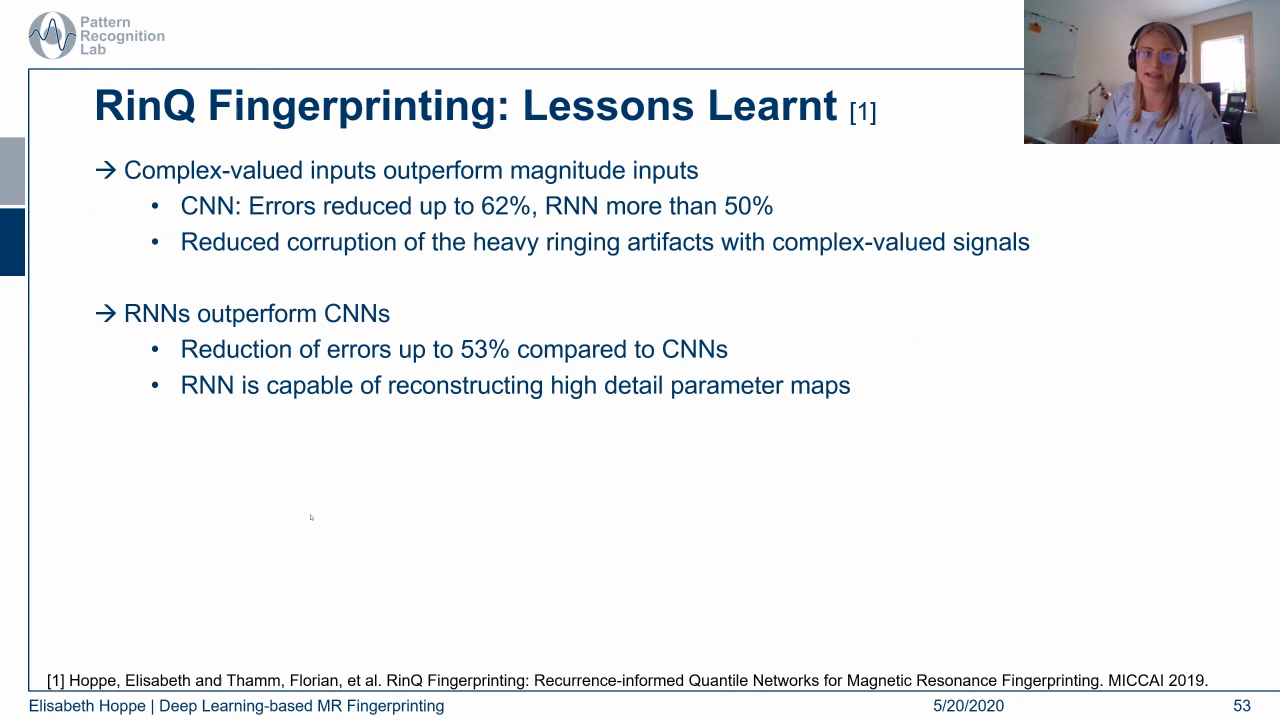 Pattern
Recognition
Lab
RinQ Fingerprinting: Lessons Learnt [1]
→ Complex-valued inputs outperform magnitude inputs
• CNN: Errors reduced up to 62%, RNN more than 50%
• Reduced corruption of the heavy ringing artifacts with complex-valued signals
→ RNNs outperform CNNs
• Reduction of errors up to 53% compared to CNNs
• RNN is capable of reconstructing high detail parameter maps
[1] Hoppe, Elisabeth and Thamm, Florian, et al. RinQ Fingerprinting: Recurrence-informed Quantile Networks for Magnetic Resonance Fingerprinting. MICCAI 2019.
Elisabeth Hoppe | Deep Learning-based MR Fingerprinting 5/20/2020 53